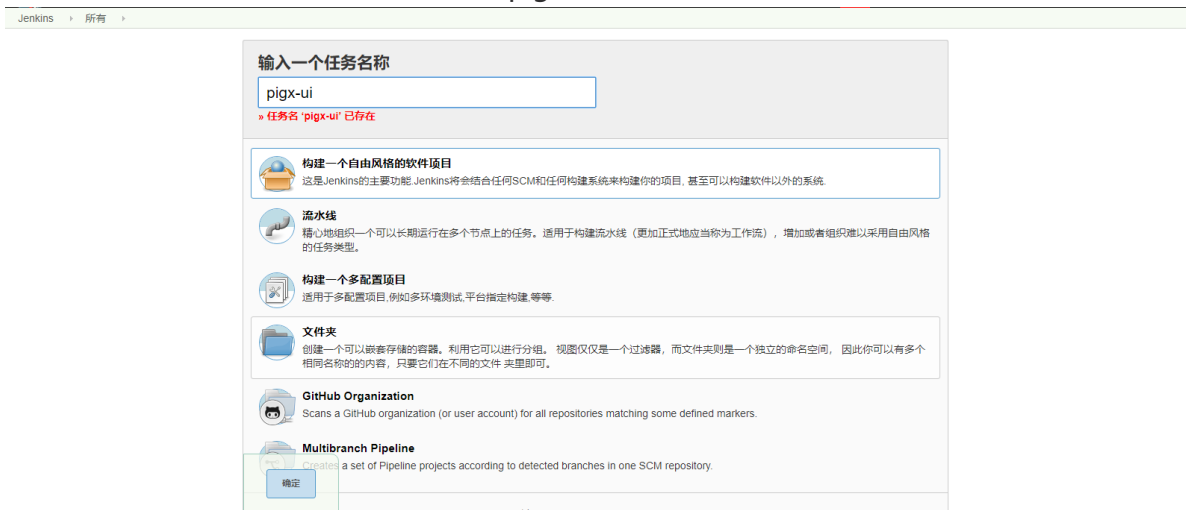 Jenkins 所有
输入一个任务名称
pigx-ui
» 任务名 'pigx-ui' 已存在
构建一个自由风格的软件项目
这是Jenkins的主要功能.Jenkins将会结合任何SCM和任何构建系统来构建你的项目, 甚至可以构建软件以外的系统.
流水线
精心地组织一个可以长期运行在多个节点上的任务。适用于构建流水线（更加正式地应当称为工作流），增加或者组织难以采用自由风格
的任务类型。
构建一个多配置项目
适用于多配置项目,例如多环境测试,平台指定构建,等等.
文件夹
创建一个可以嵌套存储的容器。利用它可以进行分组。 视图仅仅是一个过滤器，而文件夹则是一个独立的命名空间， 因此你可以有多个
相同名称的的内容，只要它们在不同的文件 夹里即可。
GitHub Organization
Scans a GitHub organization (or user account) for all repositories matching some defined markers.
Multibranch Pipeline
Creates a set of Pipeline projects according to detected branches in one SCM repository.
确定